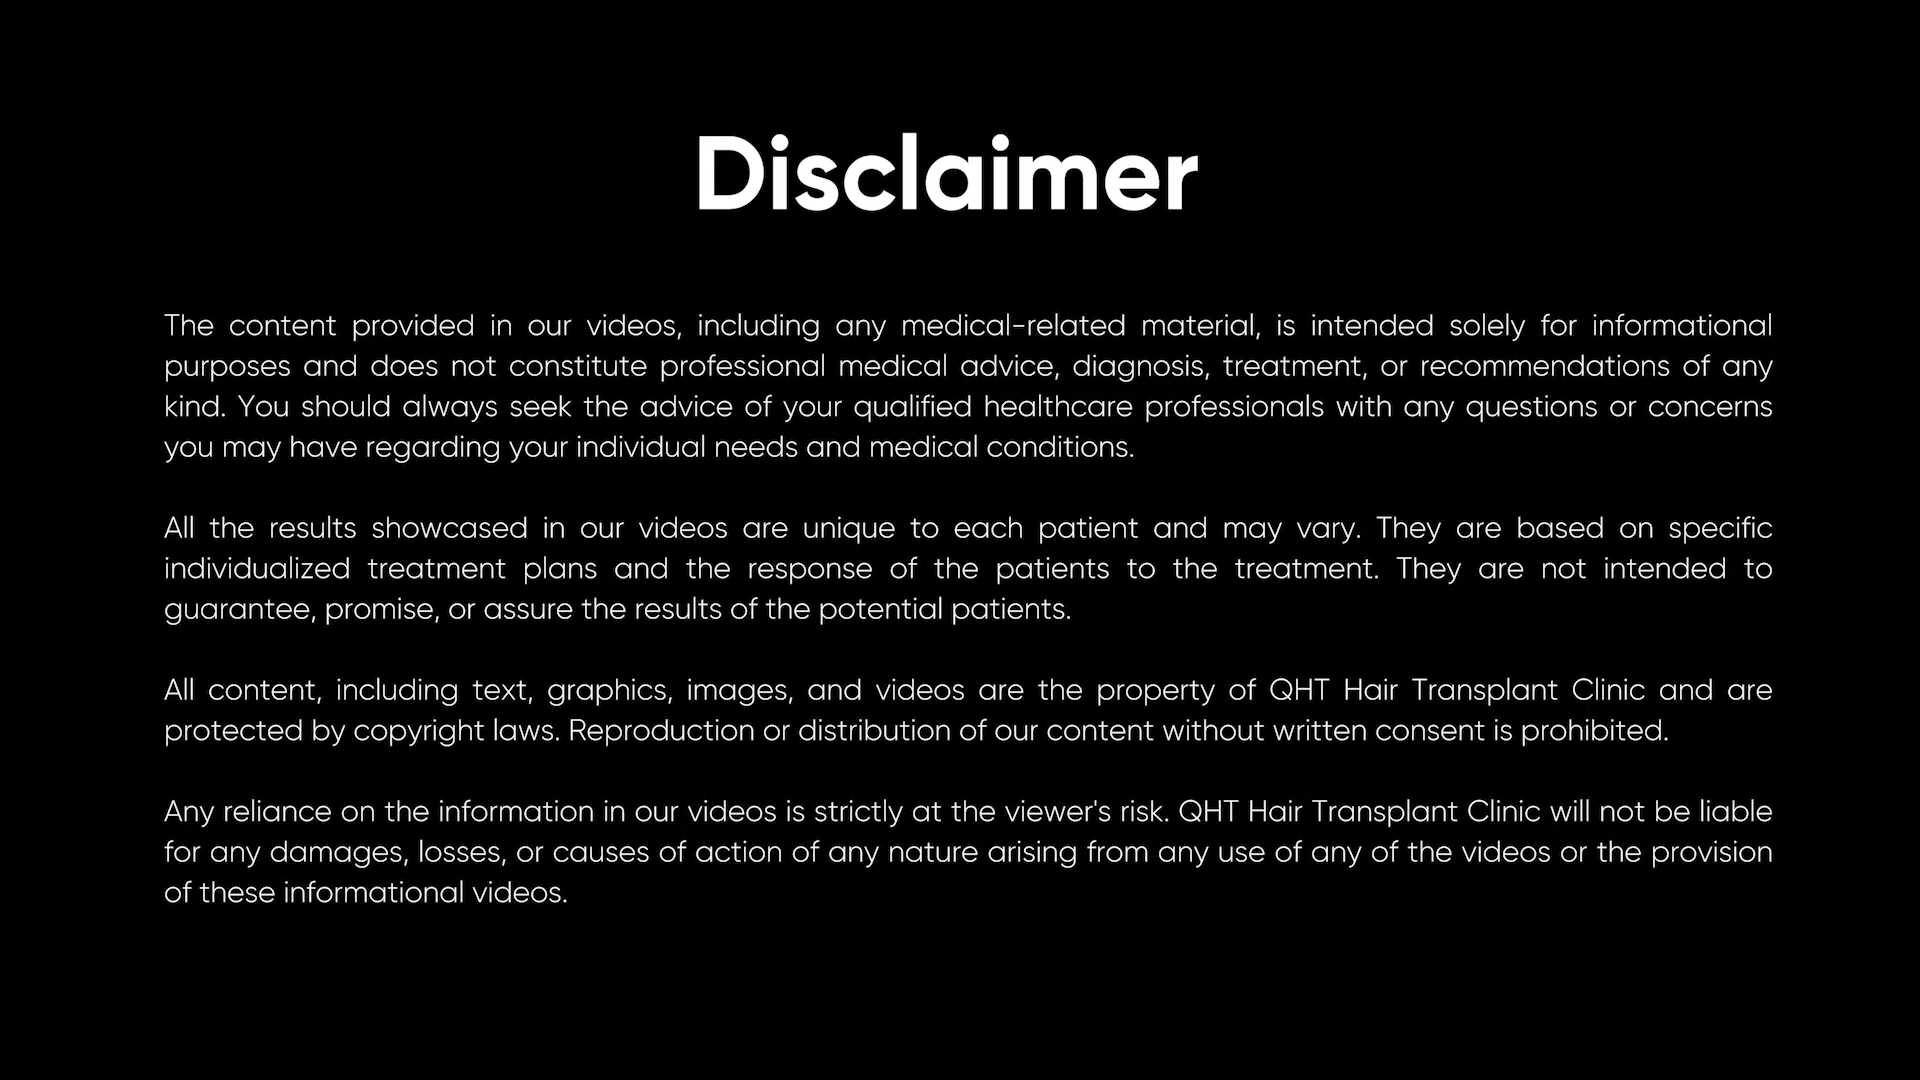 Disclaimer
The content provided in our videos, including any medical-related material, is intended solely for informational
purposes and does not constitute professional medical advice, diagnosis, treatment, or recommendations of any
kind. You should always seek the advice of your qualified healthcare professionals with any questions or concerns
you may have regarding your individual needs and medical conditions.
All the results showcased in our videos are unique to each patient and may vary. They are based on specific
individualized treatment plans and the response of the patients to the treatment. They are not intended to
guarantee, promise, or assure the results of the potential patients.
All content, including text, graphics, images, and videos are the property of QHT Hair Transplant Clinic and are
protected by copyright laws. Reproduction or distribution of our content without written consent is prohibited.
Any reliance on the information in our videos is strictly at the viewer's risk. QHT Hair Transplant Clinic will not be liable
for any damages, losses, or causes of action of any nature arising from any use of any of the videos or the provision
of these informational videos.